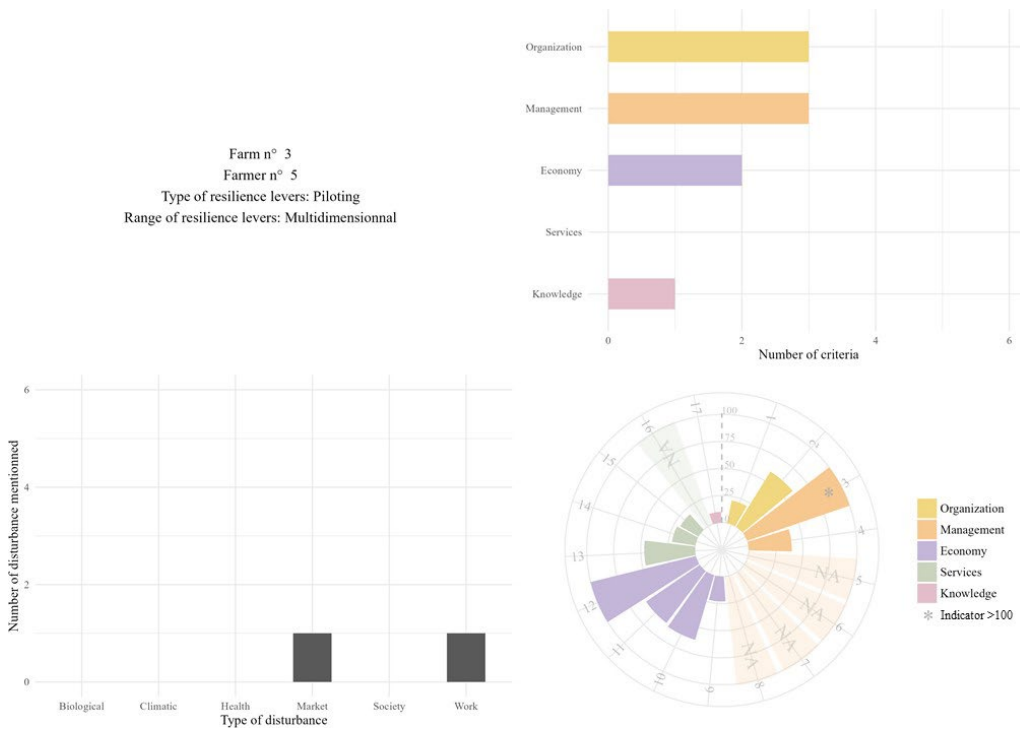 Farm n° 3
Farmer n° 5
Type of resilience levers: Piloting
Range of resilience levers: Multidimensionnal
Organization
Management
Economy
Services
Knowledge
0 2 4 6
Number of criteria
6
4
2
0
Number of disturbance mentionned
Biological Climatic Health Market Society Work
Type of disturbance
100
75
50
25
1
2
3
4
5
6
7
8
9
10
11
12
13
14
15
16
17
NA
NA
NA
NA
NA
*
Organization
Management
Economy
Services
Knowledge
* Indicator >100